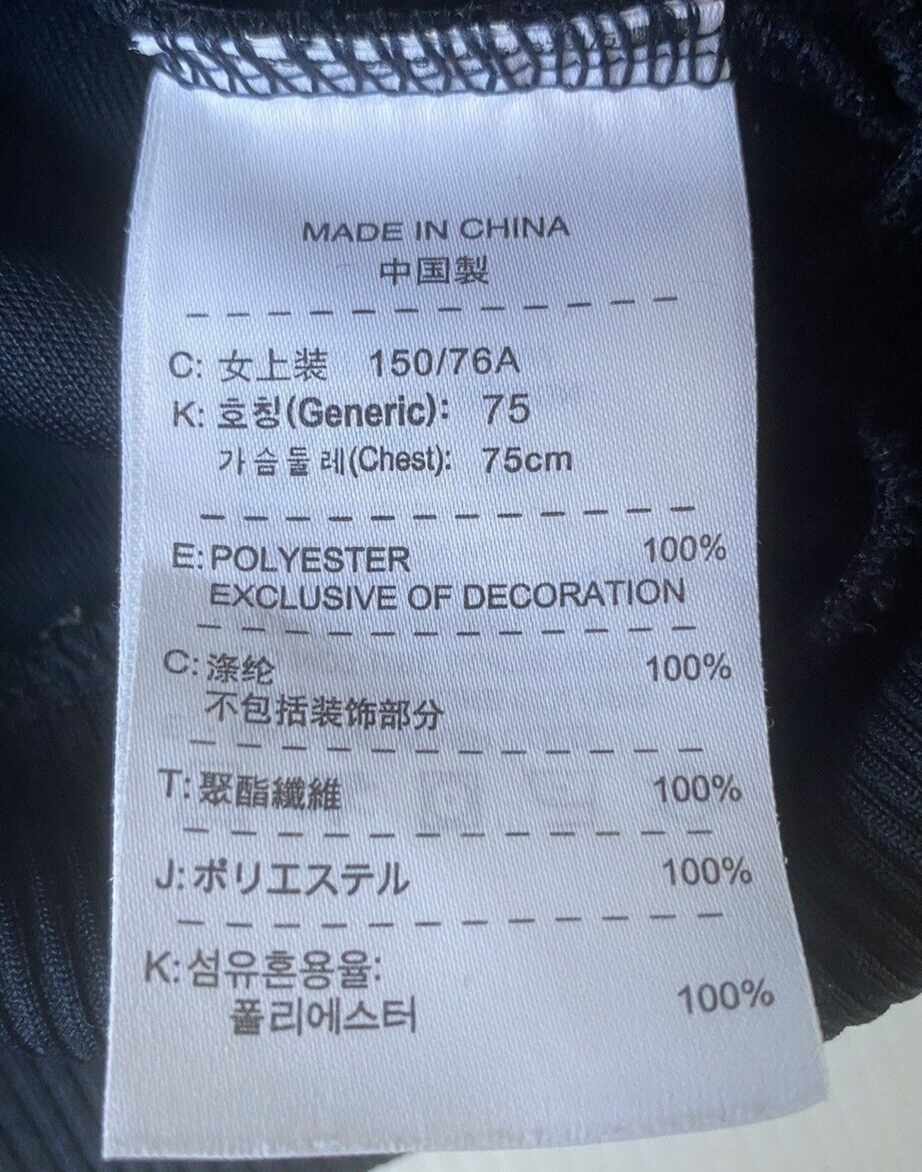 MADE IN CHINA
中国製
C: 女上装 150/76A
K: 호칭(Generic): 75
가슴둘레(Chest): 75cm
E: POLYESTER 100%
EXCLUSIVE OF DECORATION
C: 涤纶 100%
不包括装饰部分
T: 聚酯纖維 100%
J: ポリエステル 100%
K: 섬유혼용율:
폴리에스터 100%